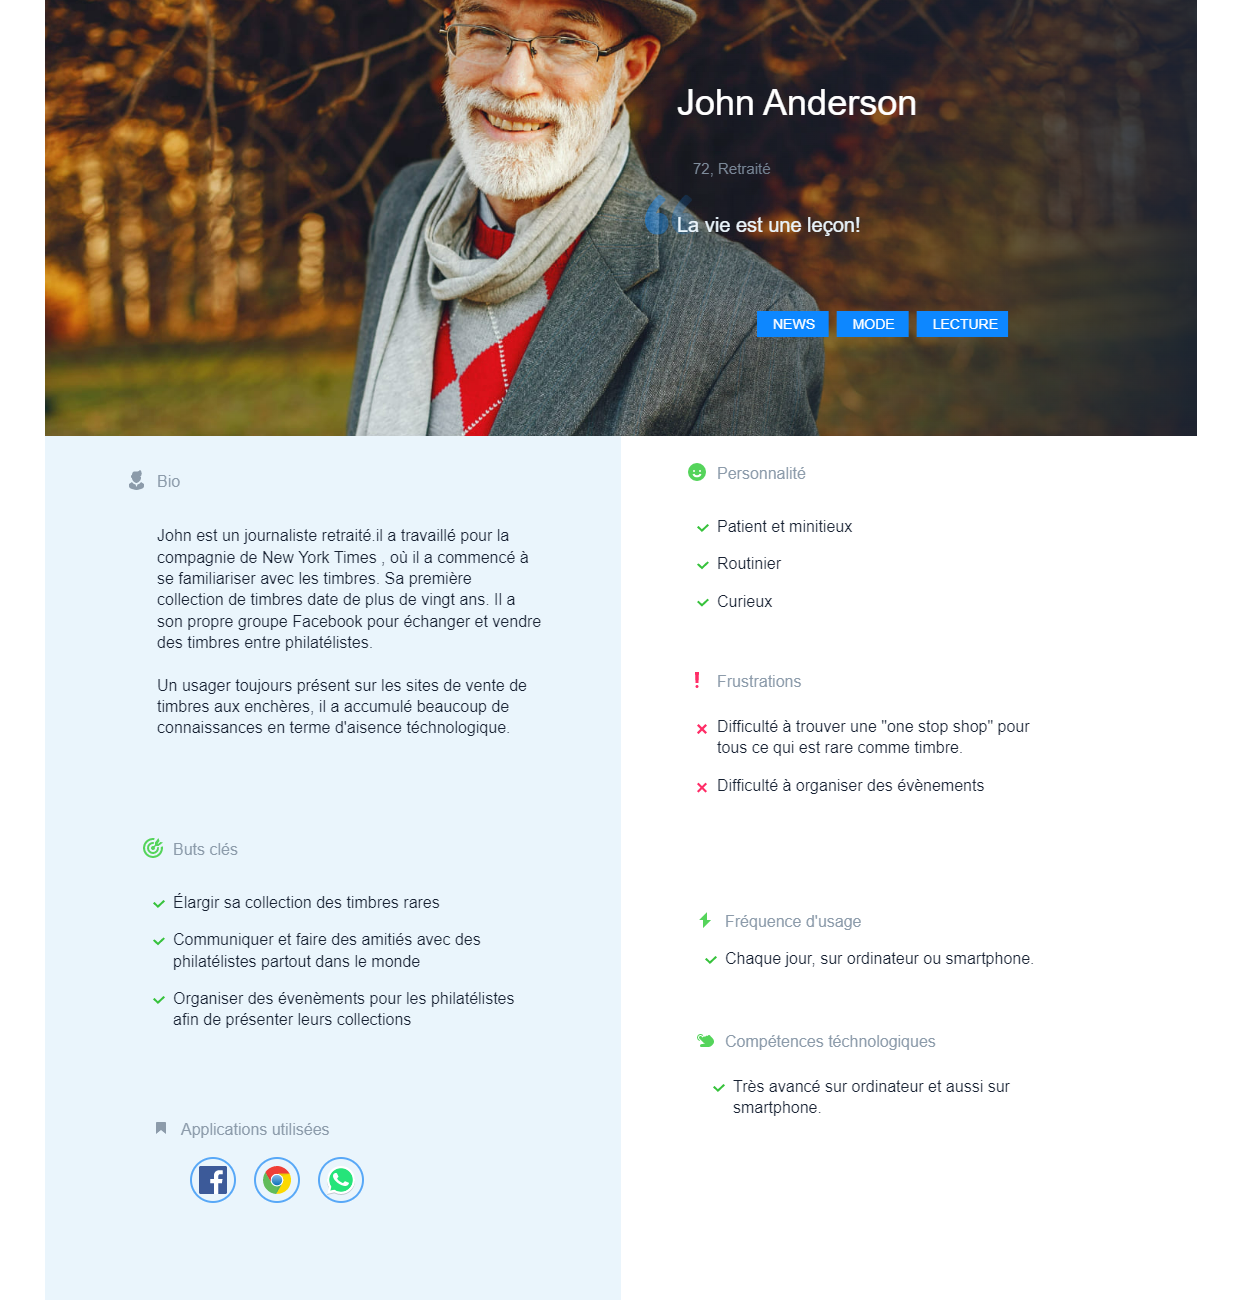 John Anderson
72, Retraité
La vie est une leçon!
NEWS MODE LECTURE
Bio
John est un journaliste retraité.il a travaillé pour la
compagnie de New York Times , où il a commencé à
se familiariser avec les timbres. Sa première
collection de timbres date de plus de vingt ans. Il a
son propre groupe Facebook pour échanger et vendre
des timbres entre philatélistes.
Un usager toujours présent sur les sites de vente de
timbres aux enchères, il a accumulé beaucoup de
connaissances en terme d'aisence téchnologique.
Buts clés
Élargir sa collection des timbres rares
Communiquer et faire des amitiés avec des
philatélistes partout dans le monde
Organiser des évenèments pour les philatélistes
afin de présenter leurs collections
Applications utilisées
Personnalité
Patient et minitieux
Routinier
Curieux
Frustrations
Difficulté à trouver une "one stop shop" pour
tous ce qui est rare comme timbre.
Difficulté à organiser des évènements
Fréquence d'usage
Chaque jour, sur ordinateur ou smartphone.
Compétences téchnologiques
Très avancé sur ordinateur et aussi sur
smartphone.